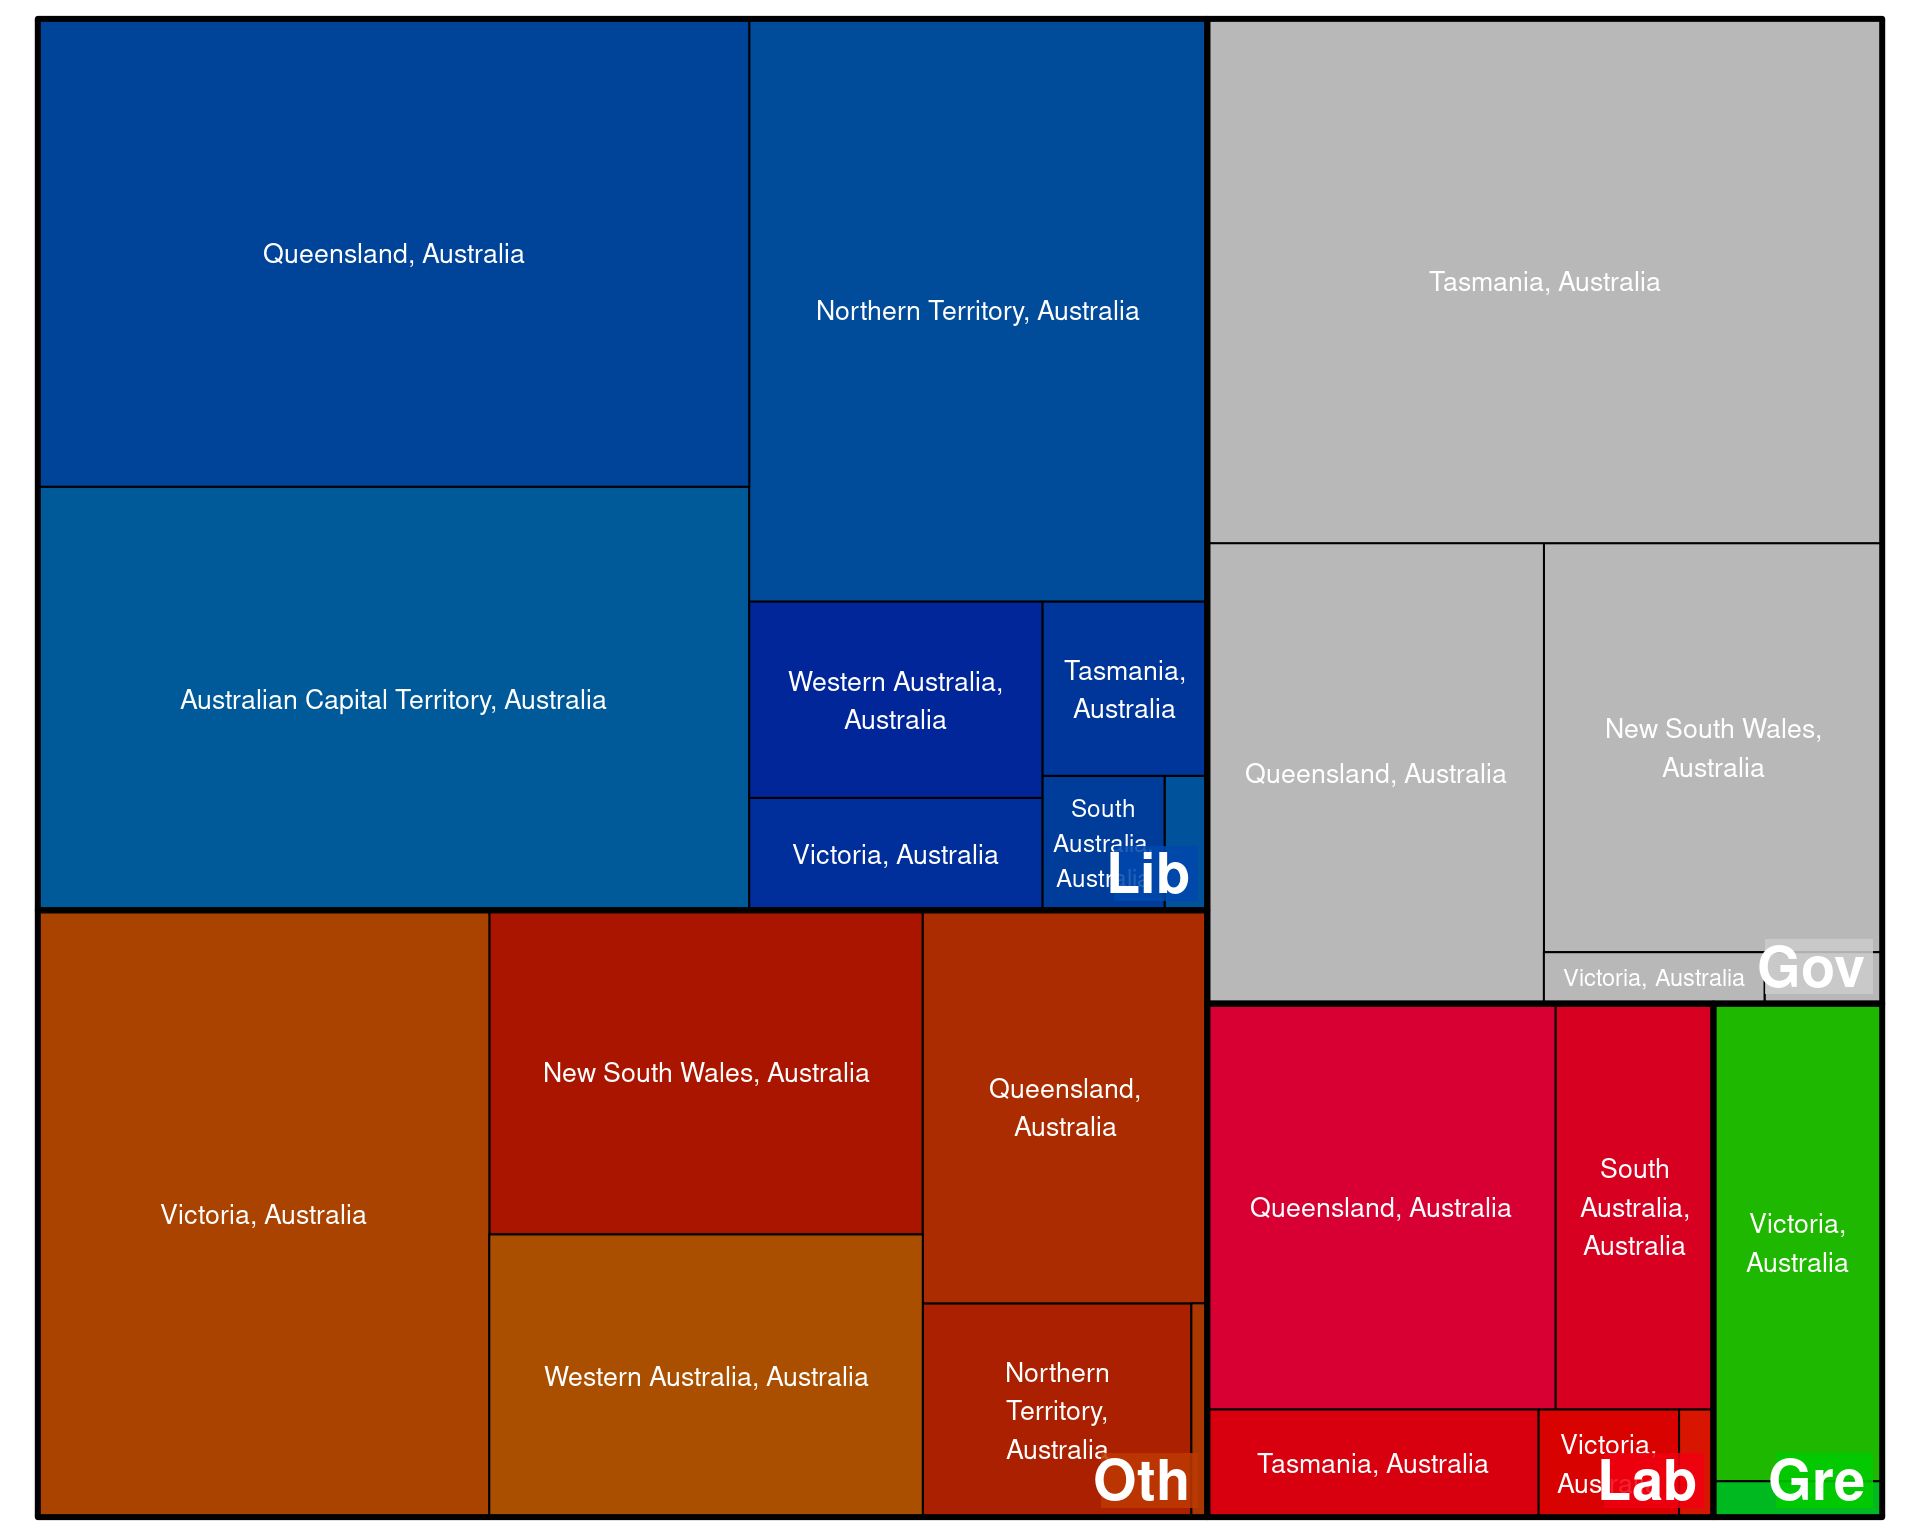 Queensland, Australia
Northern Territory, Australia
Australian Capital Territory, Australia
Western Australia,
Australia
Tasmania,
Australia
Victoria, Australia
South
Australia
Lib
Tasmania, Australia
Queensland, Australia
New South Wales,
Australia
Victoria, Australia
Gov
Victoria, Australia
New South Wales, Australia
Western Australia, Australia
Queensland,
Australia
Northern
Territory,
Australia
Oth
Queensland, Australia
South
Australia,
Australia
Tasmania, Australia
Victoria,
Lab
Victoria,
Australia
Gre